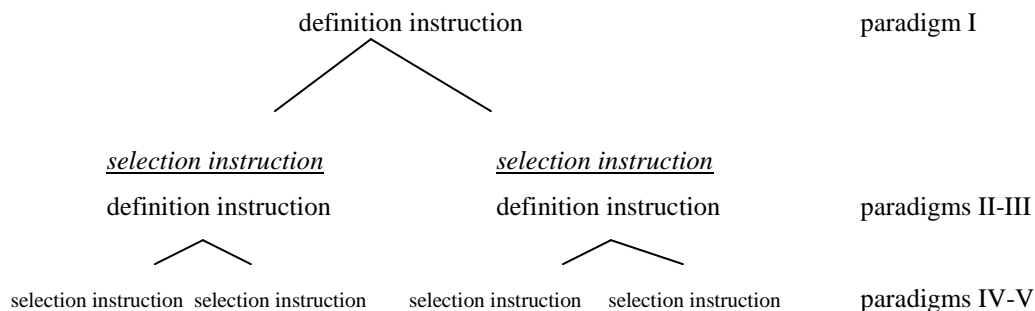 definition instruction paradigm I
selection instruction selection instruction
definition instruction definition instruction paradigms II-III
selection instruction selection instruction selection instruction selection instruction paradigms IV-V